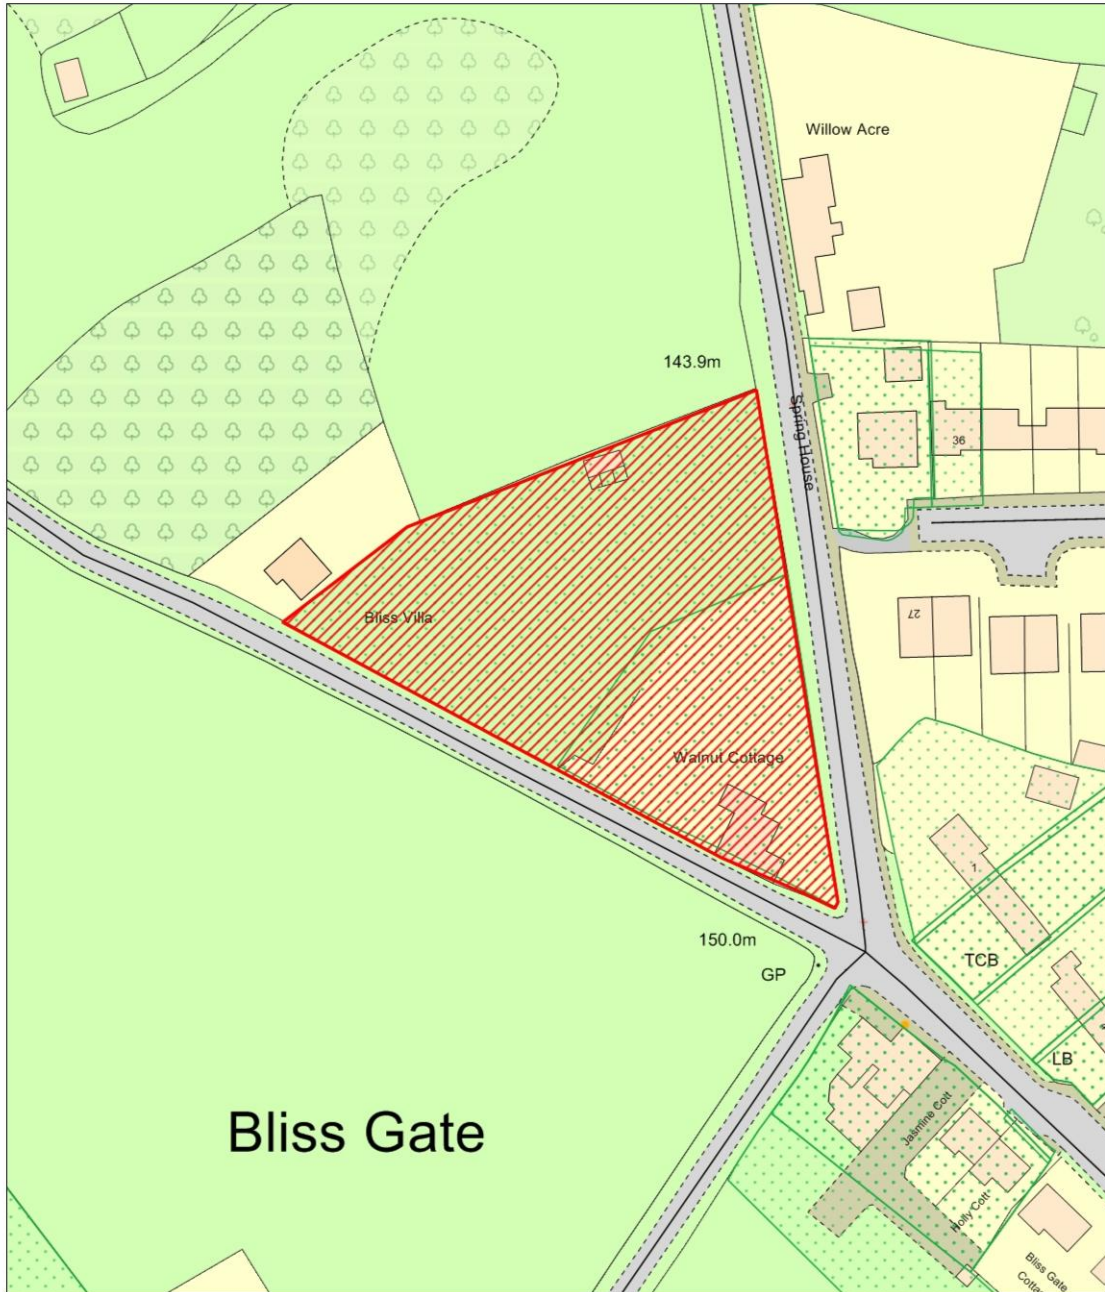 Willow Acre
143.9m
Spring House
36
Bliss Villa
27
Walnut Cottage
1
150.0m
TCB
GP
LB
Bliss Gate
Jasmine Cott
Holly Cott
Bliss Gate